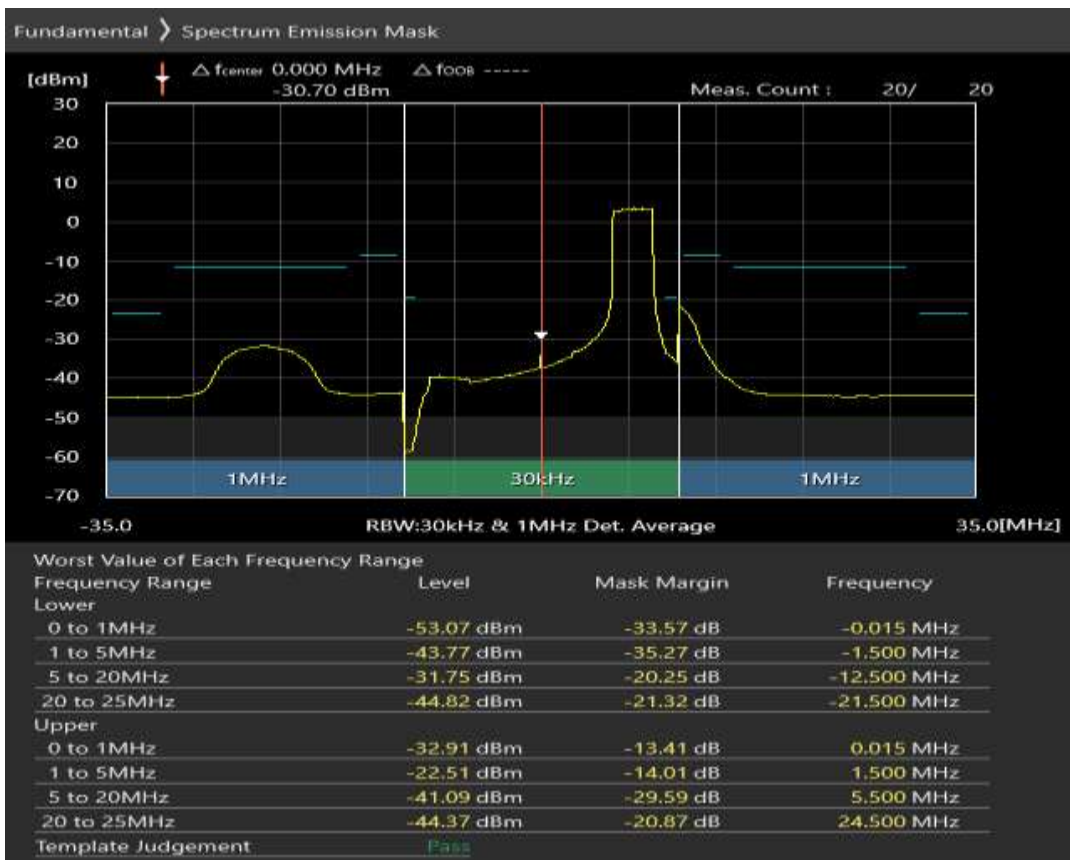 Fundamental ❯ Spectrum Emission Mask
[dBm] △ fcenter 0.000 MHz △ fOOB -----
-30.70 dBm Meas. Count : 20/ 20
30
20
10
0
-10
-20
-30
-40
-50
-60
-70
1MHz 30kHz 1MHz
-35.0 RBW:30kHz & 1MHz Det. Average 35.0[MHz]
Worst Value of Each Frequency Range
Frequency Range Level Mask Margin Frequency
Lower
0 to 1MHz -53.07 dBm -33.57 dB -0.015 MHz
1 to 5MHz -43.77 dBm -35.27 dB -1.500 MHz
5 to 20MHz -31.75 dBm -20.25 dB -12.500 MHz
20 to 25MHz -44.82 dBm -21.32 dB -21.500 MHz
Upper
0 to 1MHz -32.91 dBm -13.41 dB 0.015 MHz
1 to 5MHz -22.51 dBm -14.01 dB 1.500 MHz
5 to 20MHz -41.09 dBm -29.59 dB 5.500 MHz
20 to 25MHz -44.37 dBm -20.87 dB 24.500 MHz
Template Judgement Pass